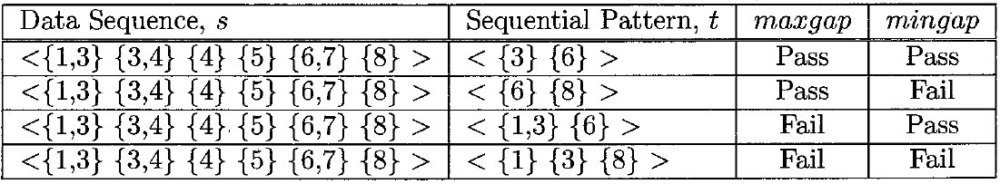 Data Sequence, s Sequential Pattern, t maxgap mingap
<{1,3} {3,4} {4} {5} {6,7} {8} > < {3} {6} > Pass Pass
<{1,3} {3,4} {4} {5} {6,7} {8} > < {6} {8} > Pass Fail
<{1,3} {3,4} {4} {5} {6,7} {8} > < {1,3} {6} > Fail Pass
<{1,3} {3,4} {4} {5} {6,7} {8} > < {1} {3} {8} > Fail Fail